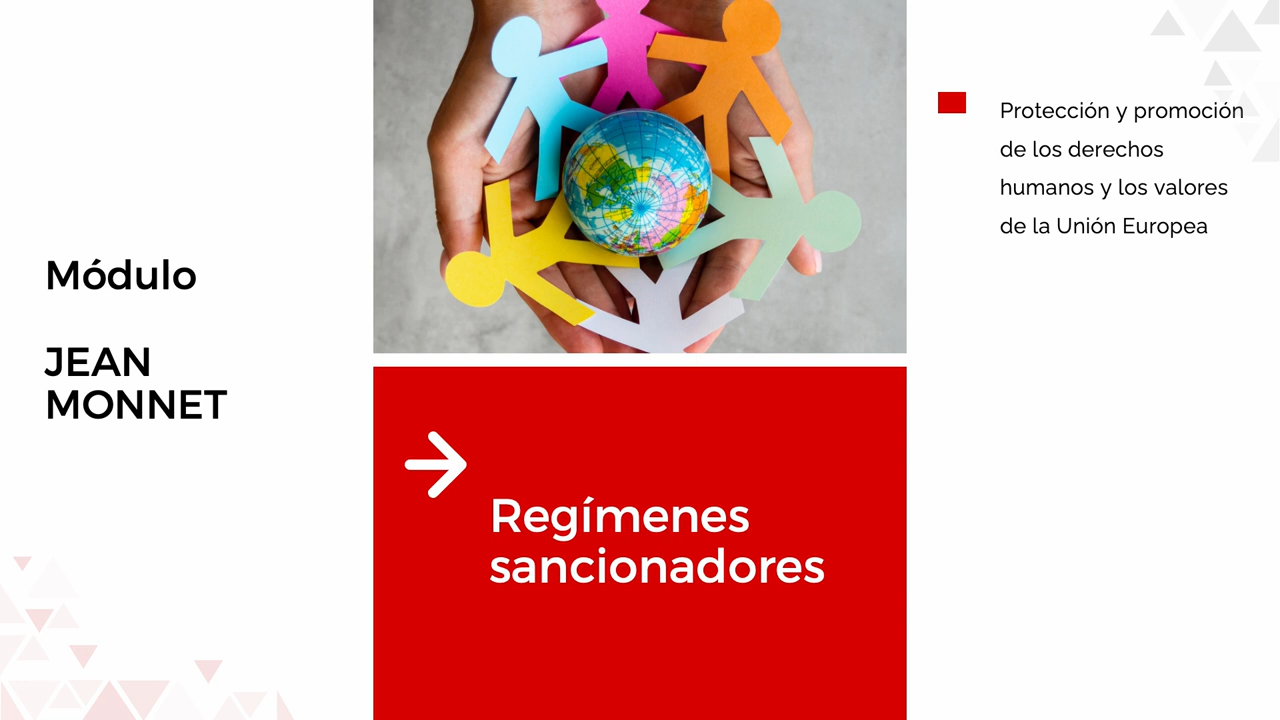 Módulo
JEAN
MONNET
Regímenes
sancionadores
Protección y promoción
de los derechos
humanos y los valores
de la Unión Europea